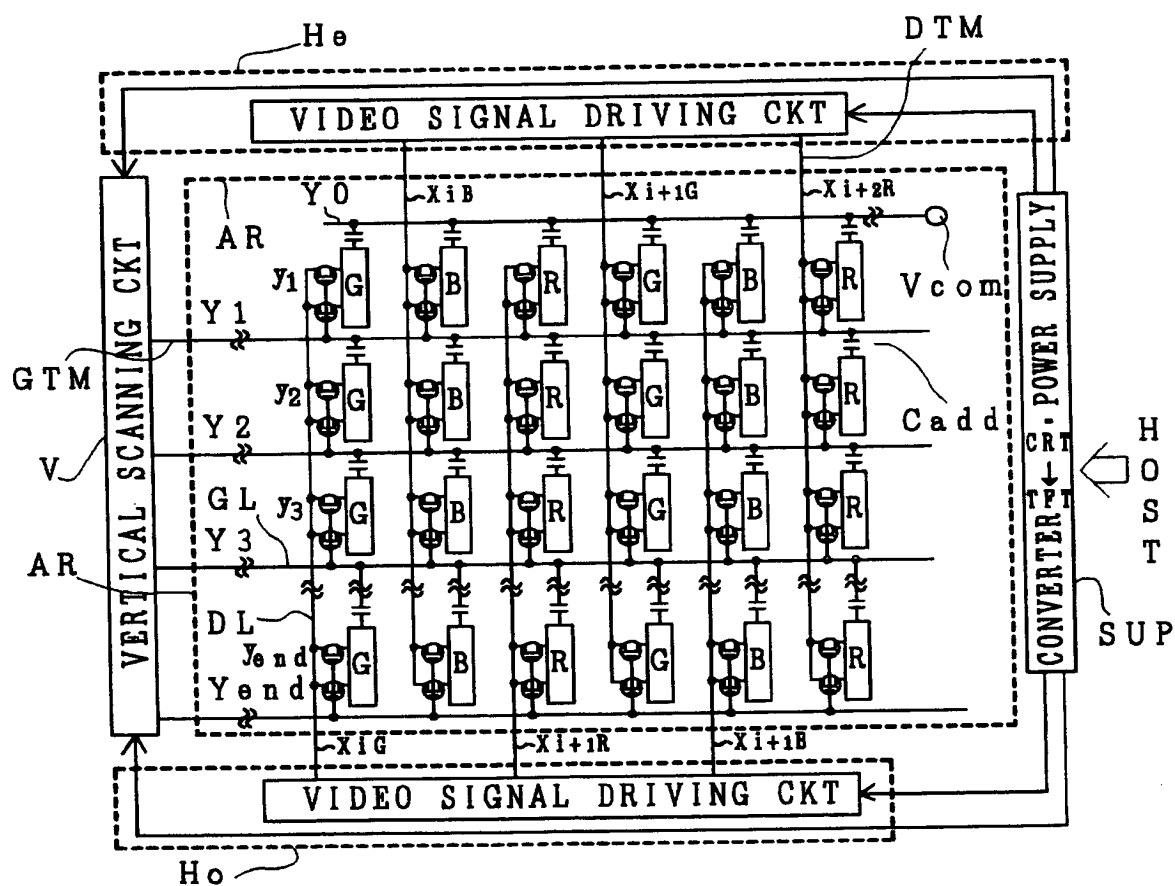 He
DTM
VIDEO SIGNAL DRIVING CKT
XiB
Xi+1G
Xi+2R
Y0
AR
Vcom
y1
G
B
R
G
B
R
Y1
GTM
y2
G
B
R
G
B
R
Cadd
Y2
V
GL
y3
G
B
R
G
B
R
Y3
AR
DL
yend
G
B
R
G
B
R
Yend
VERTICAL SCANNING CKT
CONVERTER · POWER SUPPLY
CRT
TFT
HOST
SUP
XiG
Xi+1R
Xi+1B
VIDEO SIGNAL DRIVING CKT
Ho